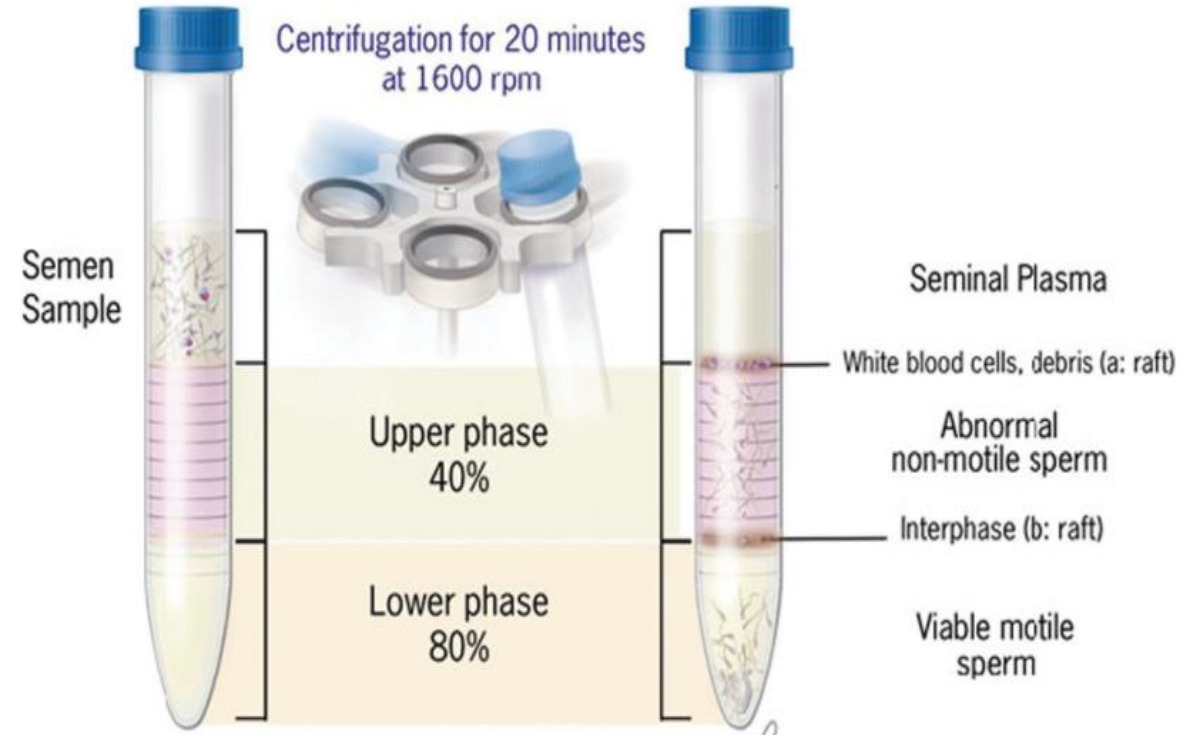 Centrifugation for 20 minutes
at 1600 rpm
Semen
Sample
Upper phase
40%
Lower phase
80%
Seminal Plasma
White blood cells, debris (a: raft)
Abnormal
non-motile sperm
Interphase (b: raft)
Viable motile
sperm